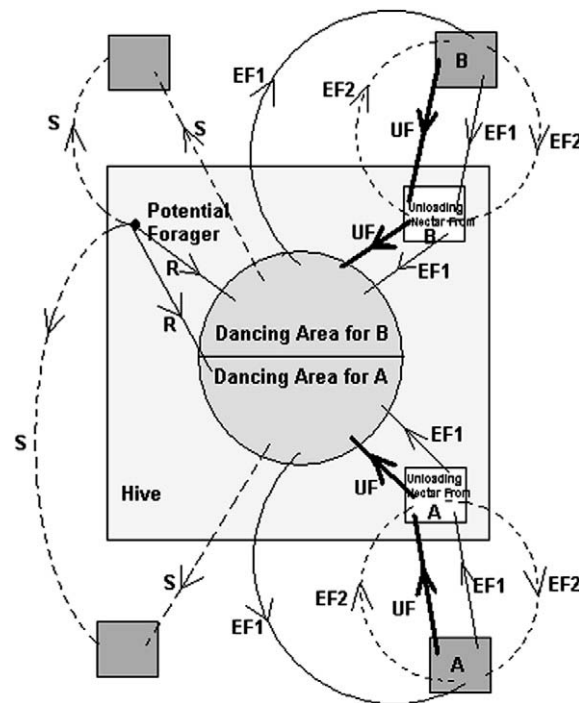 B
EF1
EF2
S
S
UF
EF1
EF2
Potential
Forager
Unloading
Nectar From
B
UF
R
EF1
R
Dancing Area for B
Dancing Area for A
S
EF1
Hive
UF
Unloading
Nectar From
A
S
EF1
EF2
UF
EF1
EF2
A